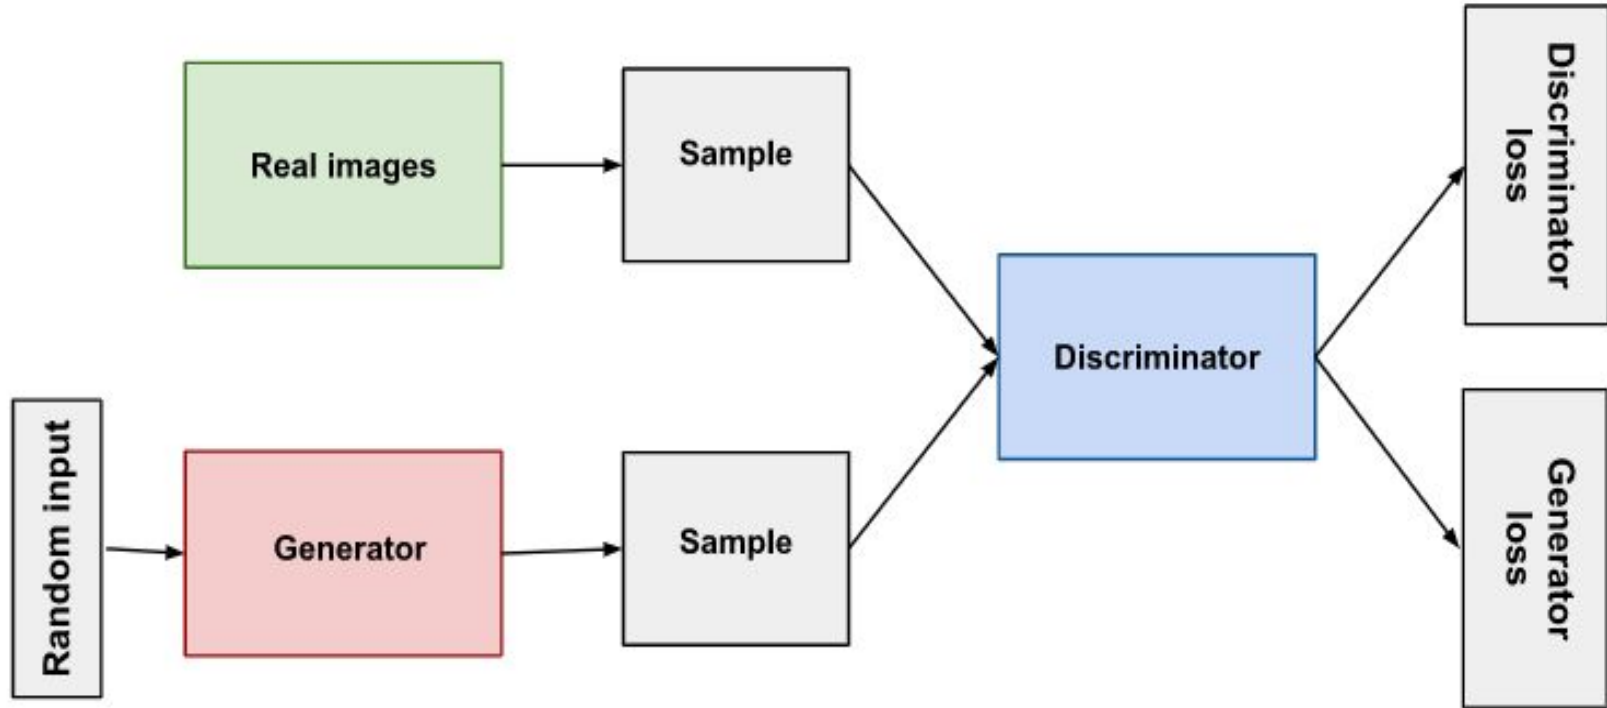 Real images
Sample
Discriminator
loss
Discriminator
Random input
Generator
Sample
Generator
loss